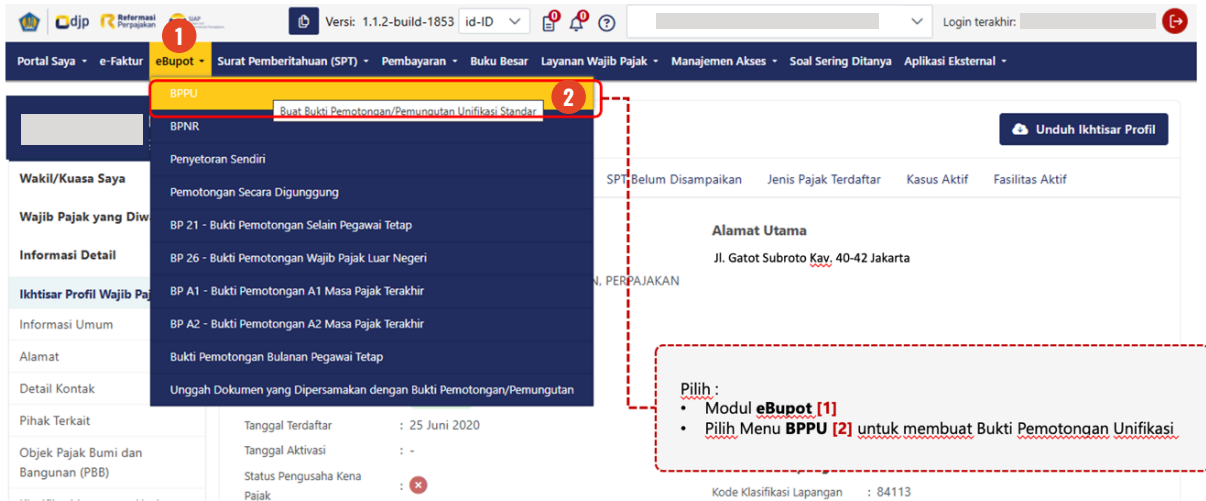 djp
Reformasi
Perpajakan
SIAP
Versi: 1.1.2-build-1853
id-ID
0
0
Login terakhir:
1
Portal Saya
e-Faktur
eBupot
Surat Pemberitahuan (SPT)
Pembayaran
Buku Besar
Layanan Wajib Pajak
Manajemen Akses
Soal Sering Ditanya
Aplikasi Eksternal
BPPU
Buat Bukti Pemotongan/Pemungutan Unifikasi Standar
2
BPNR
Penyetoran Sendiri
Pemotongan Secara Digunggung
BP 21 - Bukti Pemotongan Selain Pegawai Tetap
BP 26 - Bukti Pemotongan Wajib Pajak Luar Negeri
BP A1 - Bukti Pemotongan A1 Masa Pajak Terakhir
BP A2 - Bukti Pemotongan A2 Masa Pajak Terakhir
Bukti Pemotongan Bulanan Pegawai Tetap
Unggah Dokumen yang Dipersamakan dengan Bukti Pemotongan/Pemungutan
Unduh Ikhtisar Profil
Wakil/Kuasa Saya
Wajib Pajak yang Diw
Informasi Detail
Ikhtisar Profil Wajib Paj
Informasi Umum
Alamat
Detail Kontak
Pihak Terkait
Objek Pajak Bumi dan
Bangunan (PBB)
SPT Belum Disampaikan
Jenis Pajak Terdaftar
Kasus Aktif
Fasilitas Aktif
Alamat Utama
Jl. Gatot Subroto Kav. 40-42 Jakarta
N, PERPAJAKAN
Tanggal Terdaftar : 25 Juni 2020
Tanggal Aktivasi : -
Status Pengusaha Kena
Pajak :
Pilih :
• Modul eBupot [1]
• Pilih Menu BPPU [2] untuk membuat Bukti Pemotongan Unifikasi
Kode Klasifikasi Lapangan : 84113